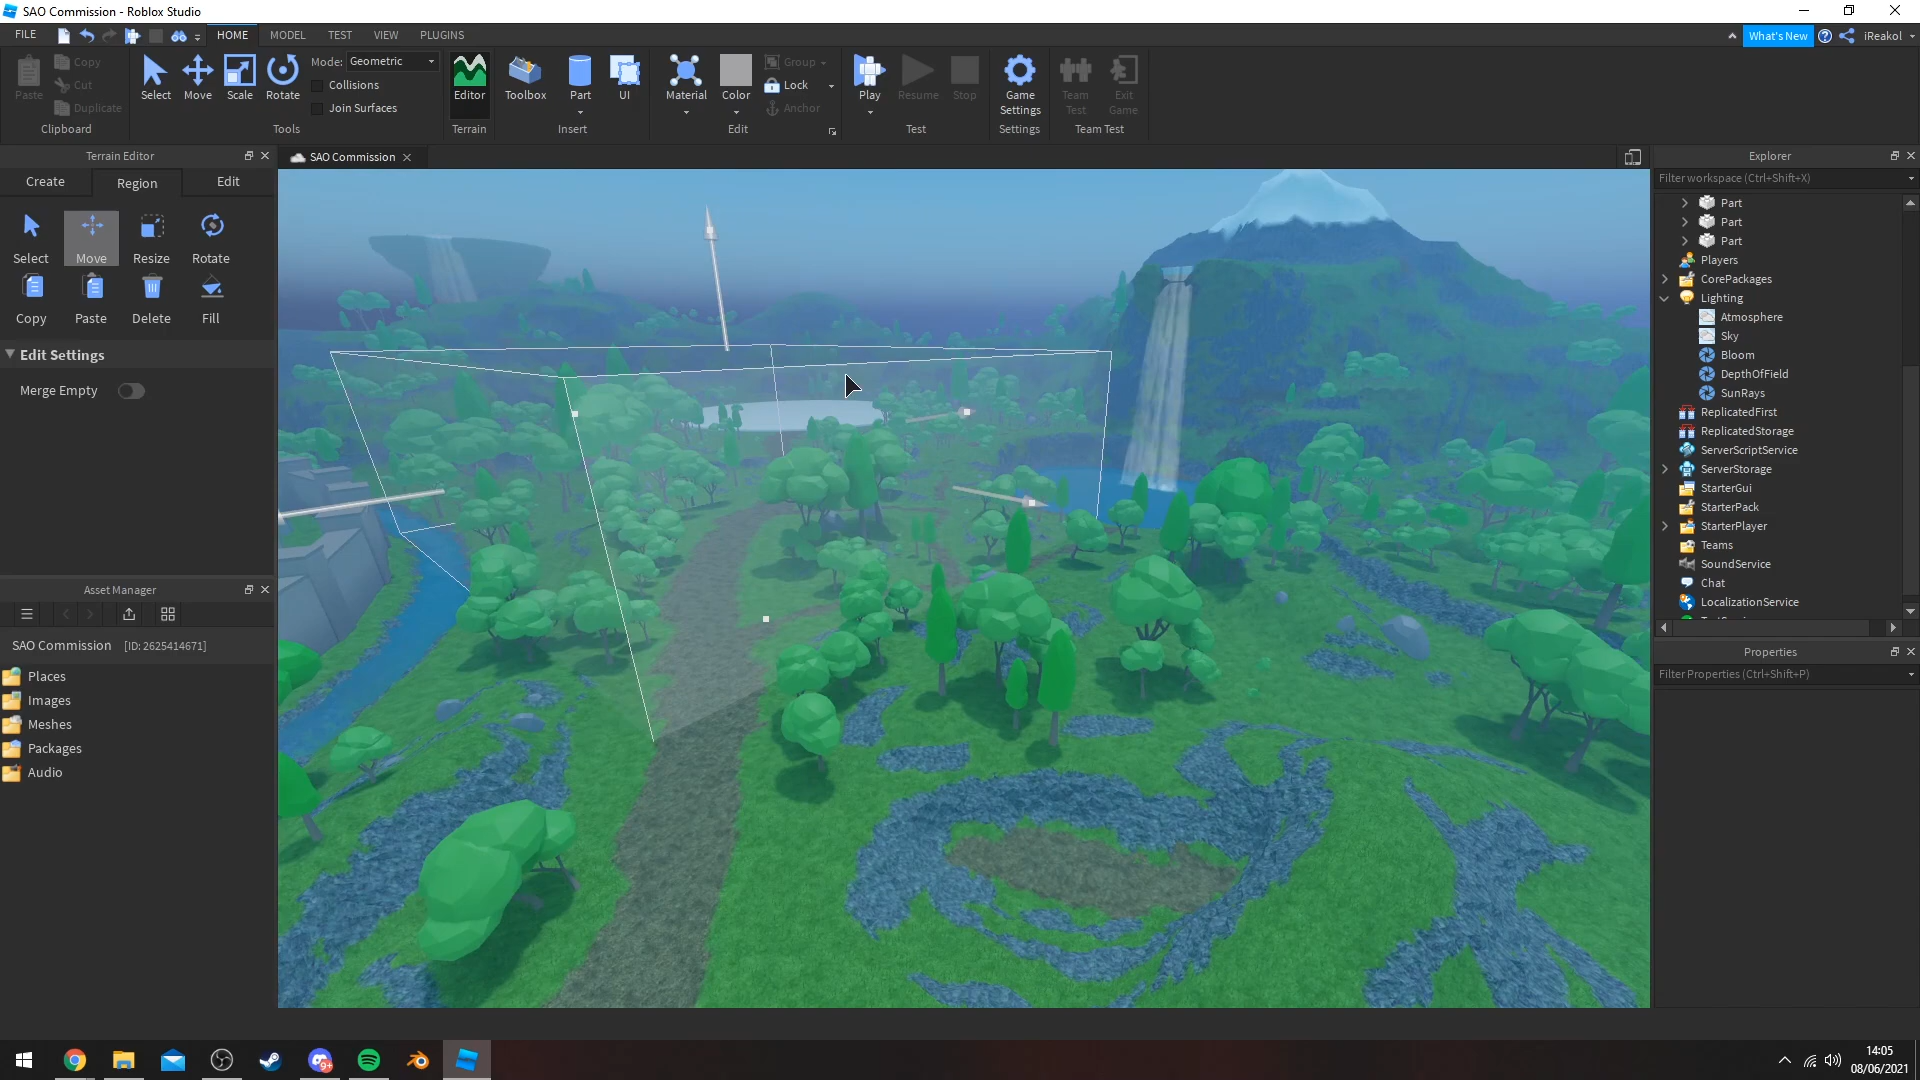 SAO Commission - Roblox Studio
FILE HOME MODEL TEST VIEW PLUGINS What's New iReakol
Paste Copy Cut Duplicate Clipboard
Select Move Scale Rotate Mode: Geometric Collisions Join Surfaces Tools
Editor Terrain
Toolbox Part UI Insert
Material Color Group Lock Anchor Edit
Play Resume Stop Test
Game Settings Settings
Team Test Exit Game Team Test
Terrain Editor
Create Region Edit
Select Move Resize Rotate
Copy Paste Delete Fill
Edit Settings
Merge Empty
Asset Manager
SAO Commission [ID: 2625414671]
Places
Images
Meshes
Packages
Audio
SAO Commission
Explorer
Filter workspace (Ctrl+Shift+X)
Part
Part
Part
Players
CorePackages
Lighting
Atmosphere
Sky
Bloom
DepthOfField
SunRays
ReplicatedFirst
ReplicatedStorage
ServerScriptService
ServerStorage
StarterGui
StarterPack
StarterPlayer
Teams
SoundService
Chat
LocalizationService
Properties
Filter Properties (Ctrl+Shift+P)
9+
14:05
08/06/2021